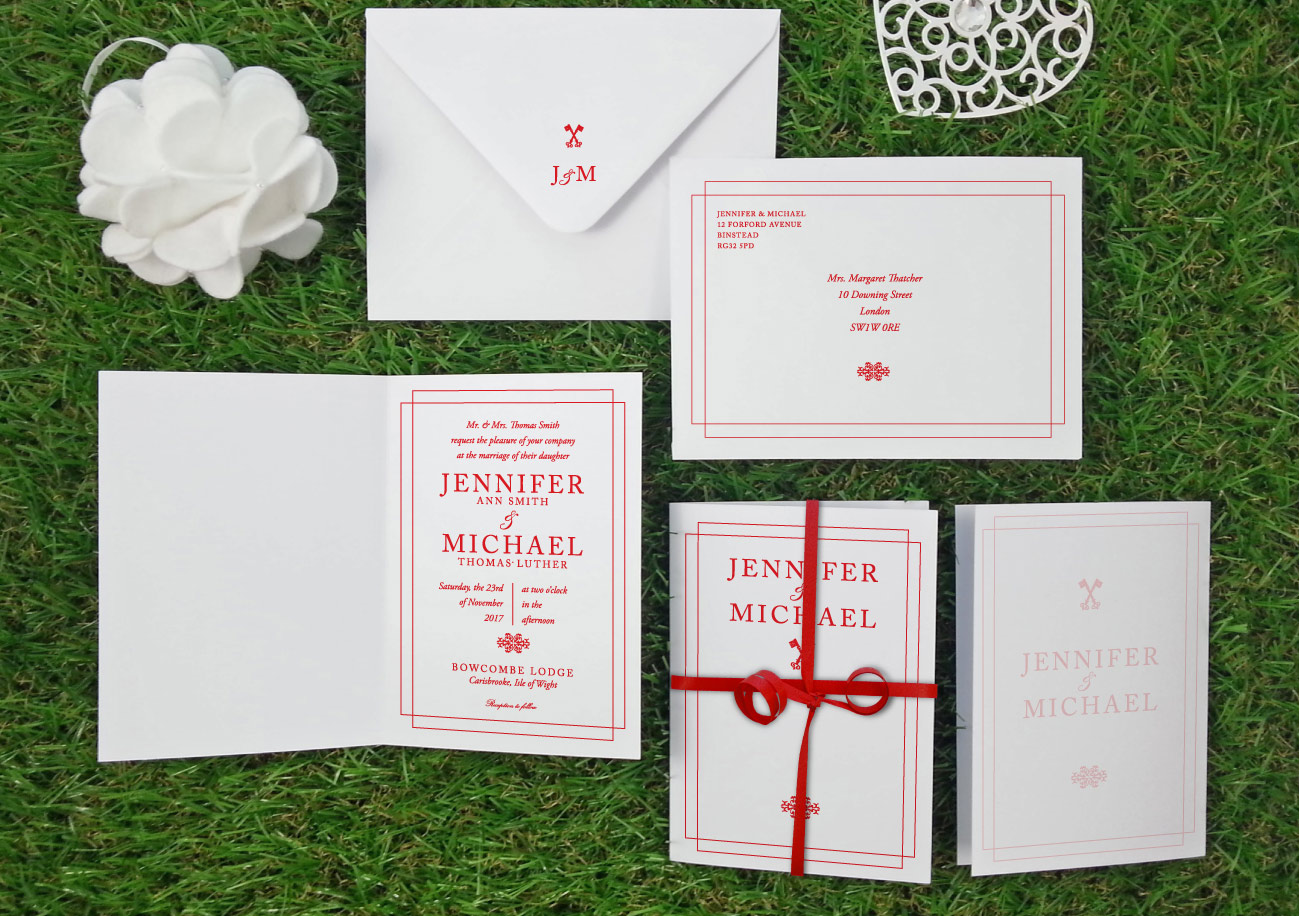 J&M
JENNIFER & MICHAEL
12 FORFORD AVENUE
BINSTEAD
RG32 5PD
Mrs. Margaret Thatcher
10 Downing Street
London
SW1W 0RE
Mr. & Mrs. Thomas Smith
request the pleasure of your company
at the marriage of their daughter
JENNIFER
ANN SMITH
&
MICHAEL
THOMAS·LUTHER
Saturday, the 23rd
of November
2017
at two o'clock
in the
afternoon
BOWCOMBE LODGE
Carisbrooke, Isle of Wight
Reception to follow
JENNIFER
&
MICHAEL
JENNIFER
&
MICHAEL